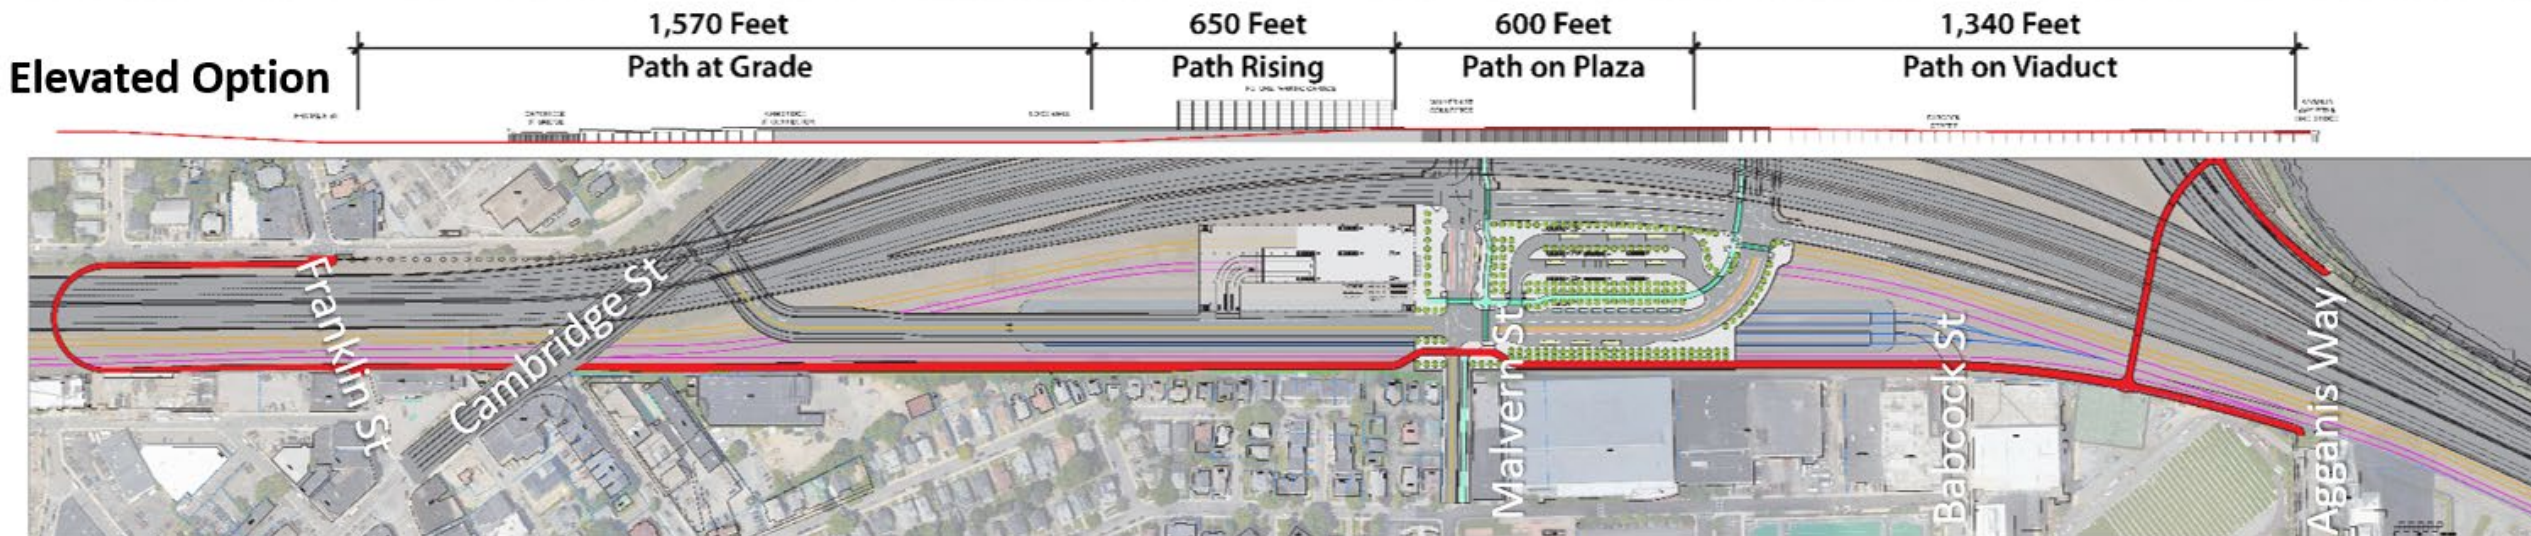 1,570 Feet
650 Feet
600 Feet
1,340 Feet
Elevated Option
Path at Grade
Path Rising
Path on Plaza
Path on Viaduct
Franklin St
Cambridge St
Malvern St
Babcock St
Agganis Way